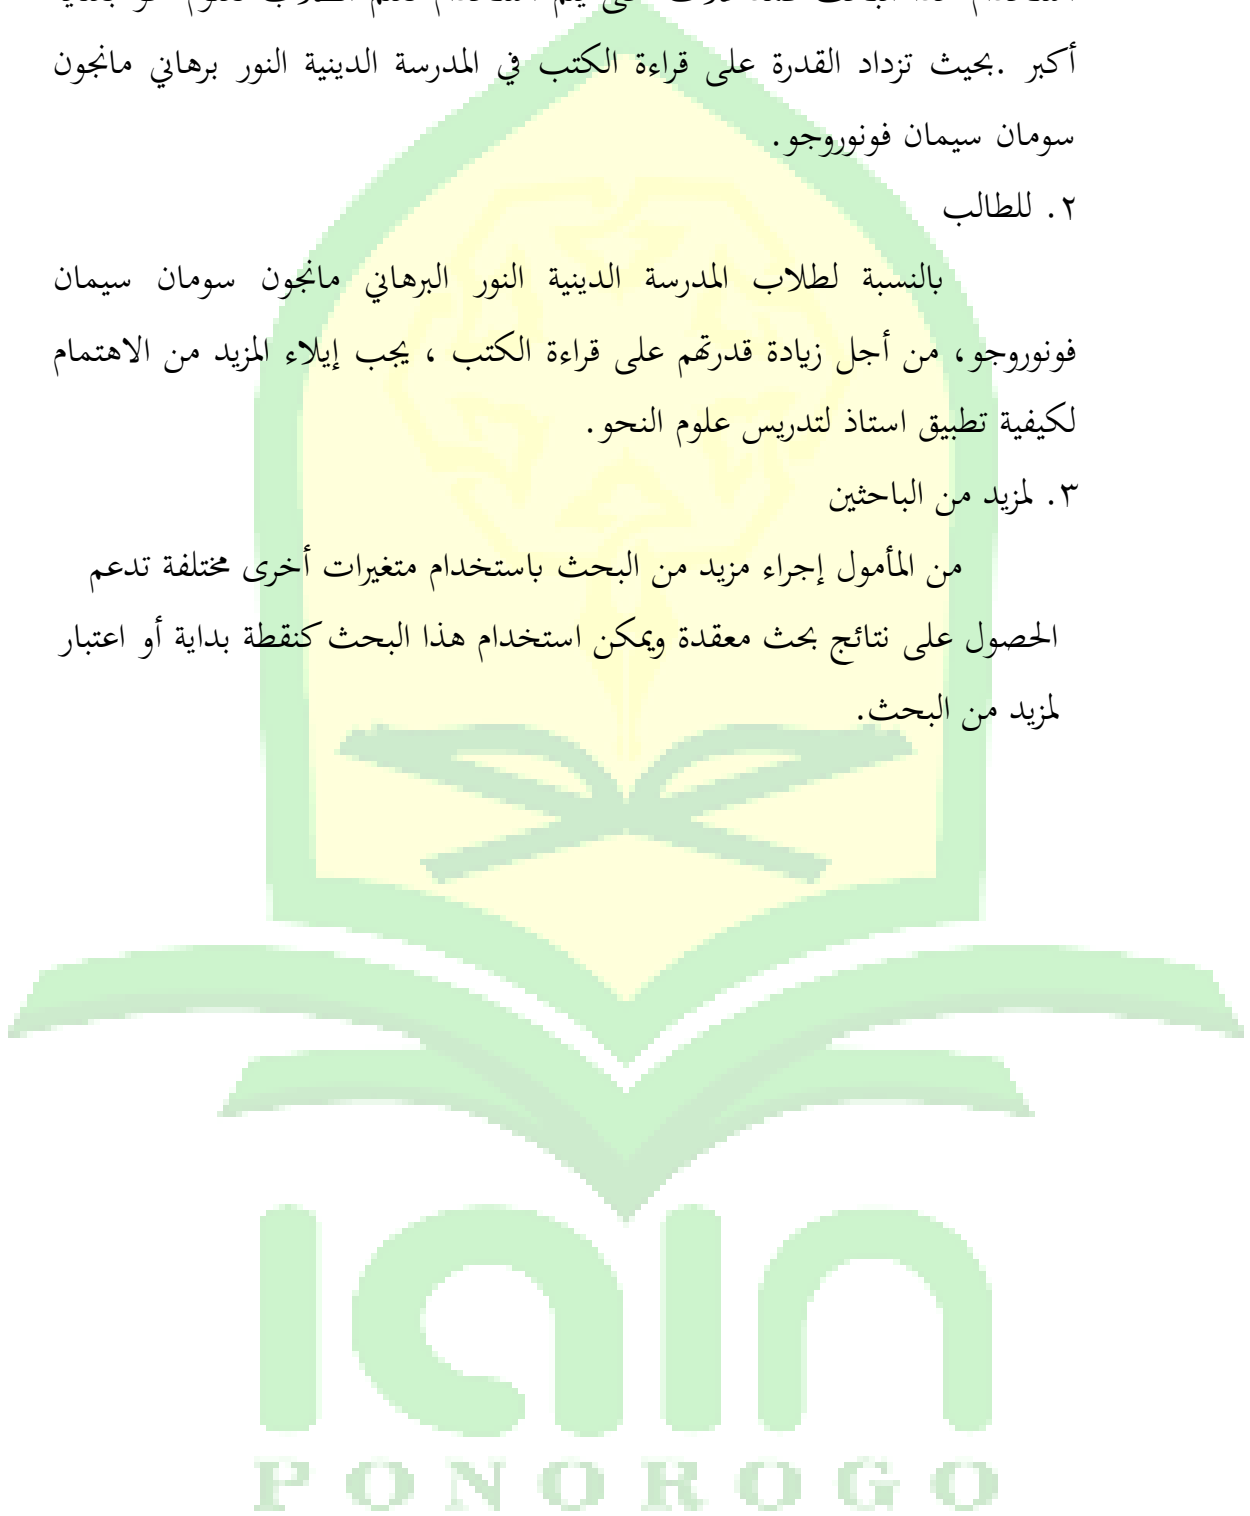 أكبر .بحيث تزداد القدرة على قراءة الكتب في المدرسة الدينية النور برهاني مانجون
سومان سيمان فونوروجو.
٢. للطالب
بالنسبة لطلاب المدرسة الدينية النور البرهاني مانجون سومان سيمان
فونوروجو، من أجل زيادة قدرتهم على قراءة الكتب ، يجب إيلاء المزيد من الاهتمام
لكيفية تطبيق استاذ لتدريس علوم النحو.
٣. لمزيد من الباحثين
من المأمول إجراء مزيد من البحث باستخدام متغيرات أخرى مختلفة تدعم
الحصول على نتائج بحث معقدة ويمكن استخدام هذا البحث كنقطة بداية أو اعتبار
لمزيد من البحث.
iain
PONOROGO